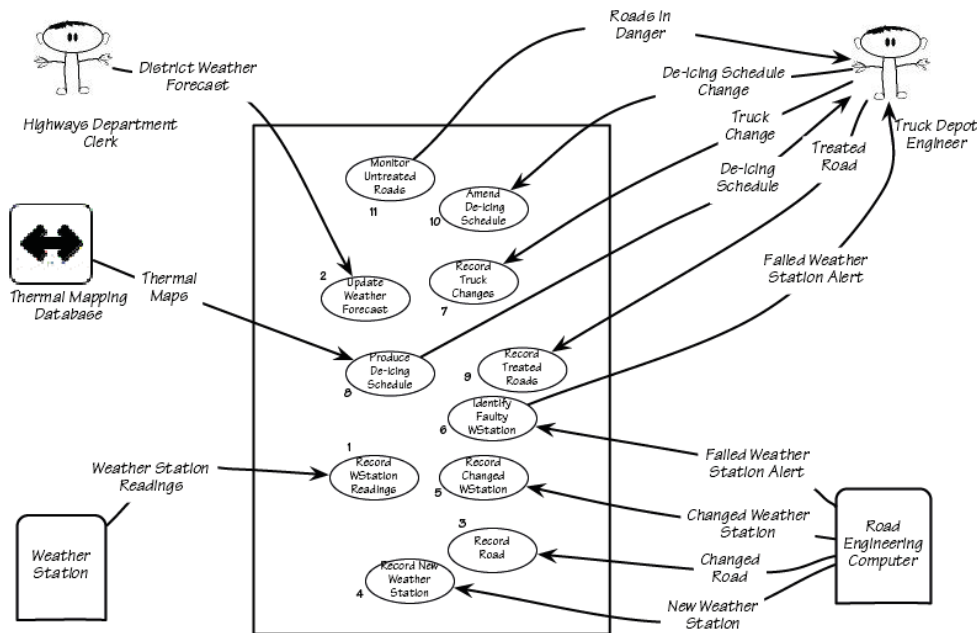 Roads In
Danger
District Weather
Forecast
De-icing Schedule
Change
Highways Department
Clerk
Truck
Change
Treated
Road
Truck Depot
Engineer
De-icing
Schedule
Monitor
Untreated
Roads
11
Amend
De-icing
Schedule
10
Thermal
Maps
Thermal Mapping
Database
2
Update
Weather
Forecast
Record
Truck
Changes
7
Failed Weather
Station Alert
Produce
De-icing
Schedule
8
Record
Treated
Roads
9
Identify
Faulty
WStation
6
Weather Station
Readings
1
Record
WStation
Readings
Record
Changed
WStation
5
Failed Weather
Station Alert
Changed Weather
Station
Weather
Station
3
Record
Road
Changed
Road
Road
Engineering
Computer
Record New
Weather
Station
4
New Weather
Station